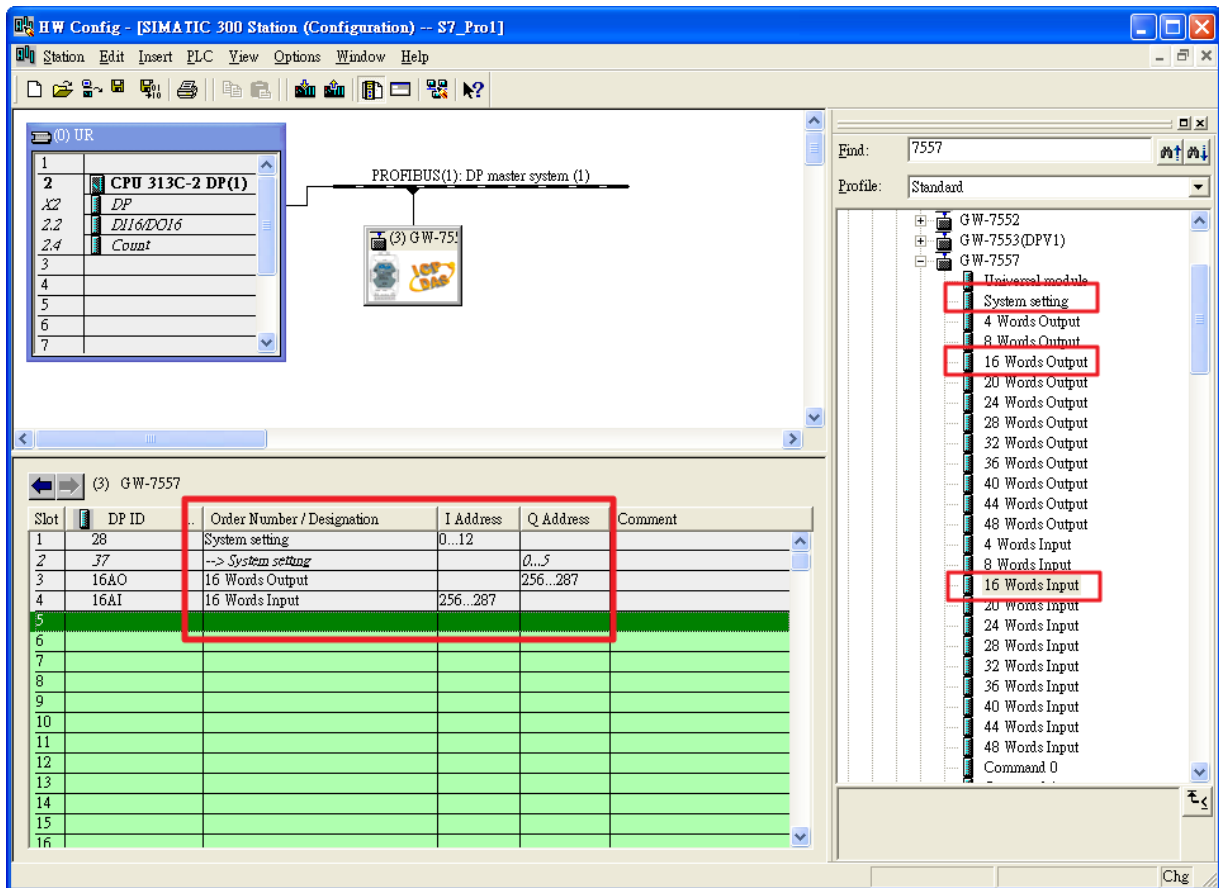 HW Config - [SIMATIC 300 Station (Configuration) -- S7_Pro1]
Station Edit Insert PLC View Options Window Help
(0) UR
1
2 CPU 313C-2 DP(1)
X2 DP
2.2 DI16/DO16
2.4 Count
3
4
5
6
7
PROFIBUS(1): DP master system (1)
(3) GW-75
ICP
DAS
(3) GW-7557
Slot DP ID .. Order Number / Designation I Address Q Address Comment
1 28 System setting 0...12
2 37 --> System setting 0...5
3 16AO 16 Words Output 256...287
4 16AI 16 Words Input 256...287
5
6
7
8
9
10
11
12
13
14
15
16
Find: 7557
Profile: Standard
GW-7552
GW-7553(DPV1)
GW-7557
Universal module
System setting
4 Words Output
8 Words Output
16 Words Output
20 Words Output
24 Words Output
28 Words Output
32 Words Output
36 Words Output
40 Words Output
44 Words Output
48 Words Output
4 Words Input
8 Words Input
16 Words Input
20 Words Input
24 Words Input
28 Words Input
32 Words Input
36 Words Input
40 Words Input
44 Words Input
48 Words Input
Command 0
Chg